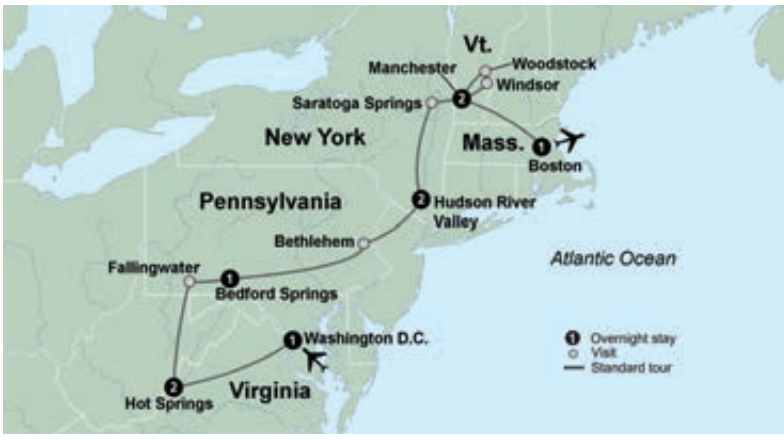 Vt.
Woodstock
Manchester
Windsor
Saratoga Springs
2
New York
Mass.
1
Boston
Pennsylvania
2
Hudson River
Valley
Bethlehem
Atlantic Ocean
Fallingwater
1
Bedford Springs
1
Washington D.C.
1 Overnight stay
Visit
Standard tour
2
Virginia
Hot Springs